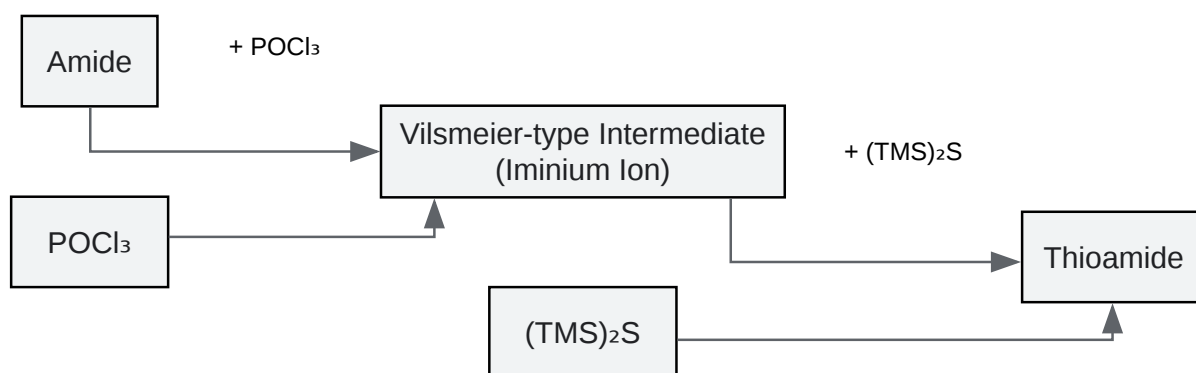 Amide
+ POCl₃
Vilsmeier-type Intermediate
(Iminium Ion)
+ (TMS)₂S
POCl₃
Thioamide
(TMS)₂S